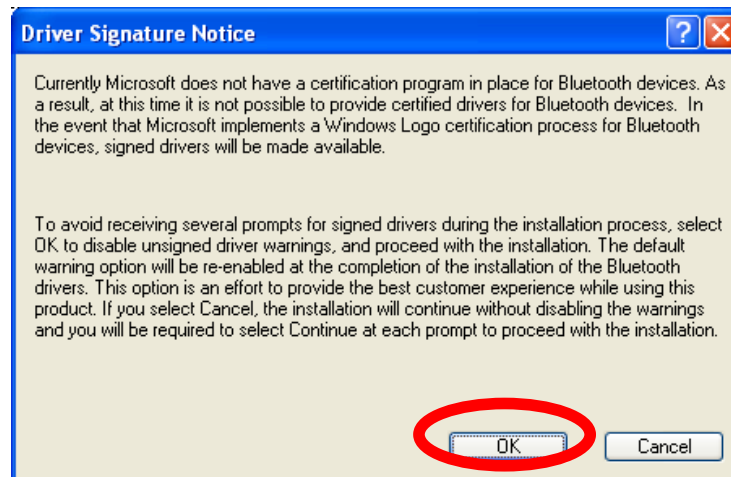 Driver Signature Notice
Currently Microsoft does not have a certification program in place for Bluetooth devices. As
a result, at this time it is not possible to provide certified drivers for Bluetooth devices. In
the event that Microsoft implements a Windows Logo certification process for Bluetooth
devices, signed drivers will be made available.
To avoid receiving several prompts for signed drivers during the installation process, select
OK to disable unsigned driver warnings, and proceed with the installation. The default
warning option will be re-enabled at the completion of the installation of the Bluetooth
drivers. This option is an effort to provide the best customer experience while using this
product. If you select Cancel, the installation will continue without disabling the warnings
and you will be required to select Continue at each prompt to proceed with the installation.
OK Cancel